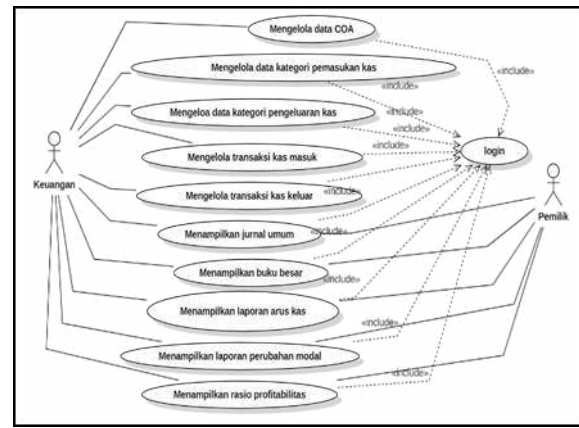 Mengelola data COA
«include»
Mengelola data kategori pemasukan kas
«include»
Mengeloa data kategori pengeluaran kas
«include»
«include»
login
Mengelola transaksi kas masuk
Keuangan
Mengelola transaksi kas keluar
«include»
Pemilik
Menampilkan jurnal umum
«include»
Menampilkan buku besar
«include»
Menampilkan laporan arus kas
«include»
Menampilkan laporan perubahan modal
«include»
Menampilkan rasio profitabilitas